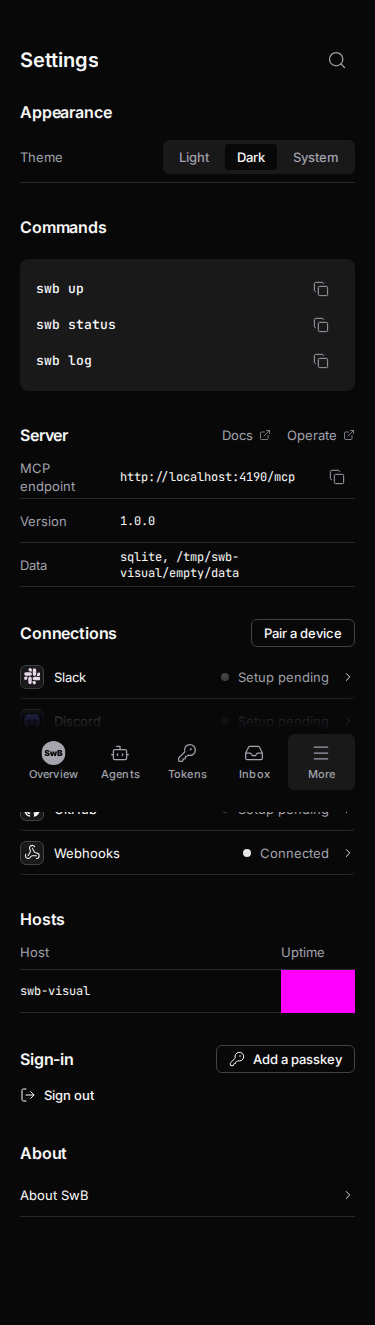 Settings
Appearance
Theme
Light
Dark
System
Commands
swb up
swb status
swb log
Server
Docs
Operate
MCP
endpoint
http://localhost:4190/mcp
Version
1.0.0
Data
sqlite, /tmp/swb-
visual/empty/data
Connections
Pair a device
Slack
Setup pending
Discord
Setup pending
SwB
Overview
Agents
Tokens
Inbox
More
GitHub
Setup pending
Webhooks
Connected
Hosts
Host
Uptime
swb-visual
Sign-in
Add a passkey
Sign out
About
About SwB